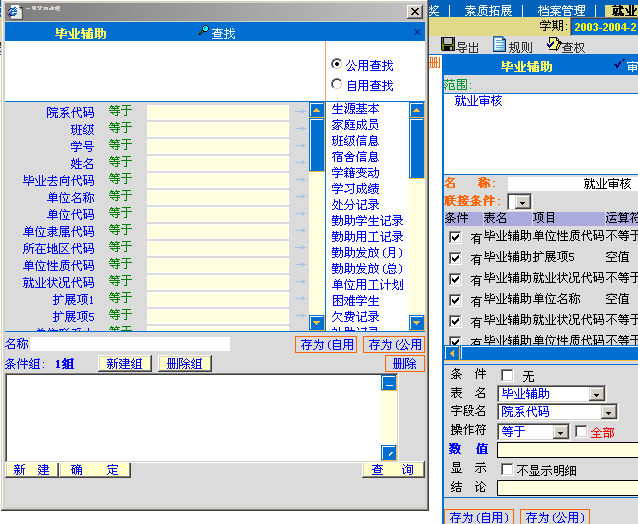 毕业辅助 查找
公用查找
自用查找
院系代码 等于
班级 等于
学号 等于
姓名 等于
毕业去向代码 等于
单位名称 等于
单位代码 等于
单位隶属代码 等于
所在地区代码 等于
单位性质代码 等于
就业状况代码 等于
扩展项1 等于
扩展项5 等于
生源基本
家庭成员
班级信息
宿舍信息
学籍变动
学习成绩
处分记录
勤助学生记录
勤助用工记录
勤助发放(月)
勤助发放(总)
单位用工计划
困难学生
欠费记录
名称 存为(自用 存为(公用
条件组: 1组 新建组 删除组 删除
新 建 确 定 查 询
奖 | 素质拓展 | 档案管理 | 就业
学期: 2003-2004-2
导出 规则 查权
删 毕业辅助 审
范围:
就业审核
名 称: 就业审核
联接条件:
条件 表名 项目 运算符
有 毕业辅助 单位性质代码 不等于
有 毕业辅助 扩展项5 空值
有 毕业辅助 就业状况代码 不等于
有 毕业辅助 单位名称 空值
有 毕业辅助 就业状况代码 不等于
有 毕业辅助 单位性质代码 不等于
条 件 无
表 名 毕业辅助
字段名 院系代码
操作符 等于 全部
数 值
显 示 不显示明细
结 论
存为(自用) 存为(公用)